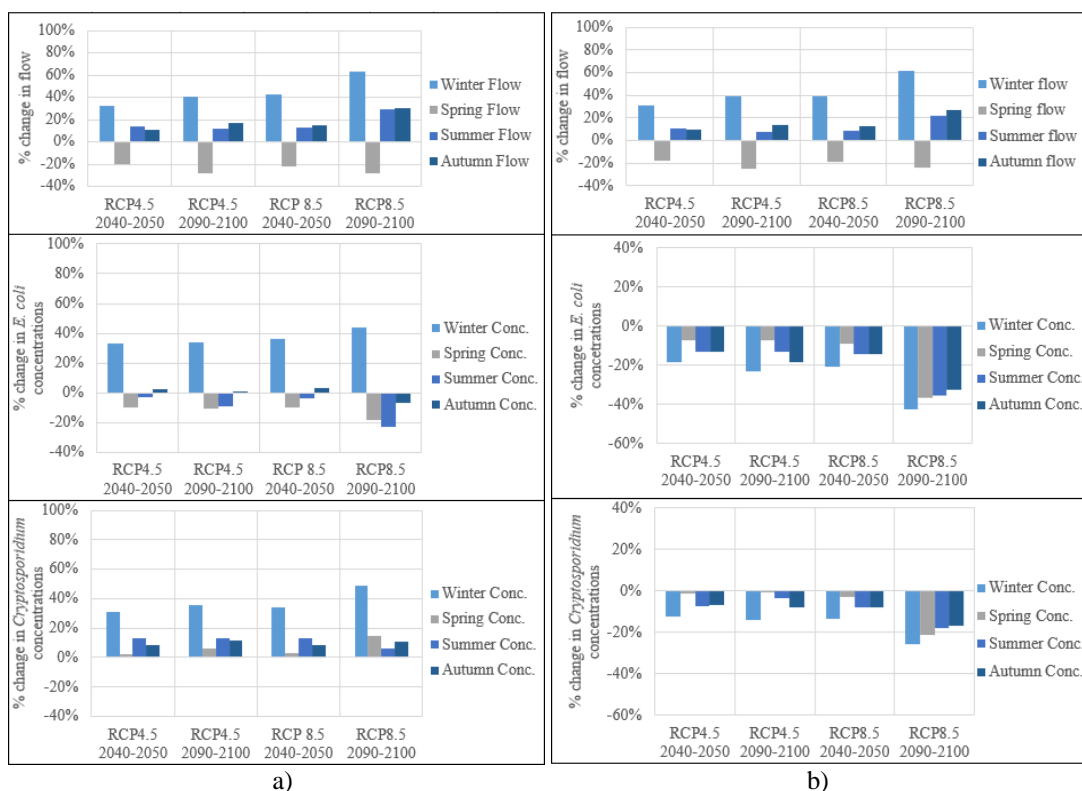 % change in flow
100%
80%
60%
40%
20%
0%
-20%
-40%
RCP4.5 2040-2050
RCP4.5 2090-2100
RCP 8.5 2040-2050
RCP8.5 2090-2100
Winter Flow
Spring Flow
Summer Flow
Autumn Flow
% change in E. coli concentrations
100%
80%
60%
40%
20%
0%
-20%
-40%
RCP4.5 2040-2050
RCP4.5 2090-2100
RCP 8.5 2040-2050
RCP8.5 2090-2100
Winter Conc.
Spring Conc.
Summer Conc.
Autumn Conc.
% change in Cryptosporidium concentrations
100%
80%
60%
40%
20%
0%
-20%
-40%
RCP4.5 2040-2050
RCP4.5 2090-2100
RCP 8.5 2040-2050
RCP8.5 2090-2100
Winter Conc.
Spring Conc.
Summer Conc.
Autumn Conc.
a)
% change in flow
100%
80%
60%
40%
20%
0%
-20%
-40%
RCP4.5 2040-2050
RCP4.5 2090-2100
RCP8.5 2040-2050
RCP8.5 2090-2100
Winter flow
Spring flow
Summer flow
Autumn flow
% change in E. coli concetrations
40%
20%
0%
-20%
-40%
-60%
RCP4.5 2040-2050
RCP4.5 2090-2100
RCP8.5 2040-2050
RCP8.5 2090-2100
Winter Conc.
Spring Conc.
Summer Conc.
Autumn Conc.
% change in Cryptosporidium concentrations
40%
20%
0%
-20%
-40%
-60%
RCP4.5 2040-2050
RCP4.5 2090-2100
RCP8.5 2040-2050
RCP8.5 2090-2100
Winter Conc.
Spring Conc.
Summer Conc.
Autumn Conc.
b)